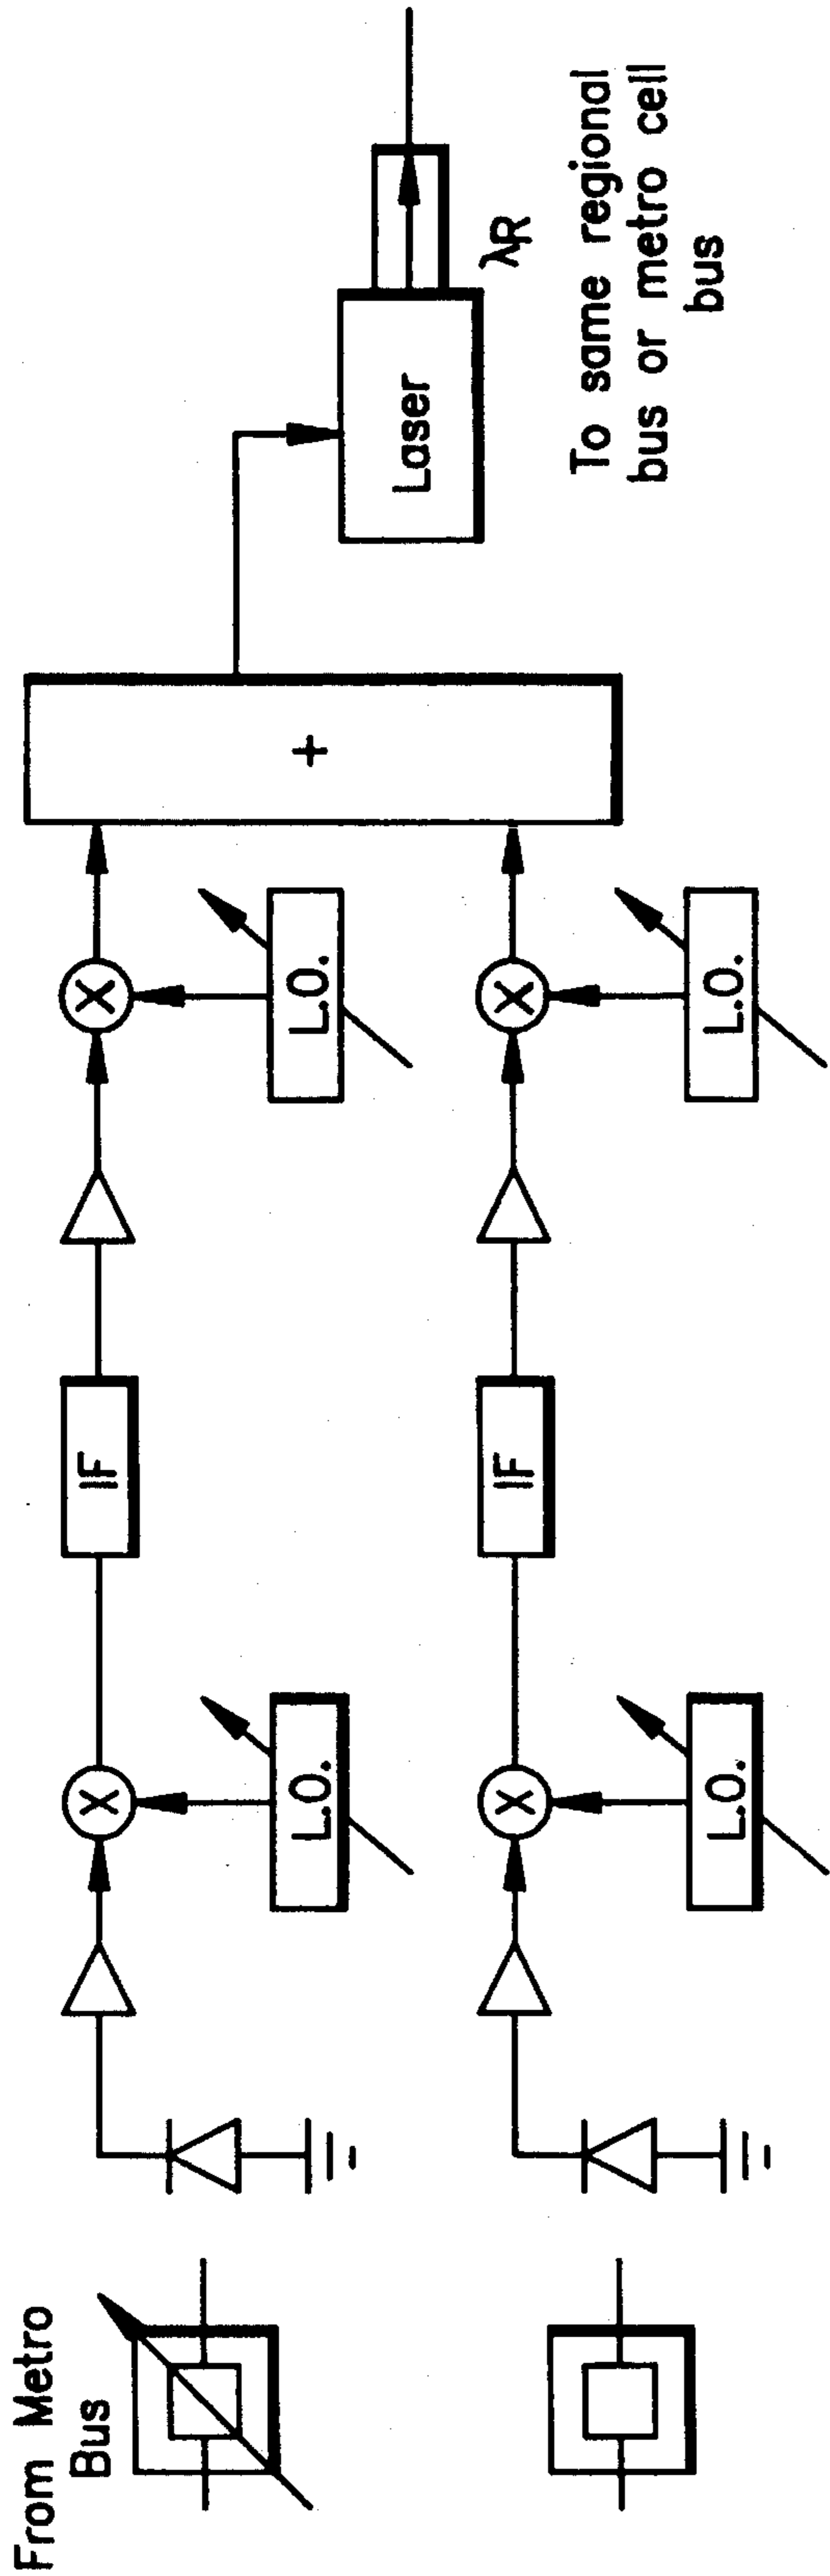 From Metro
Bus
X
L.O.
IF
X
L.O.
X
L.O.
IF
X
L.O.
+
Laser
λR
To same regional
bus or metro cell
bus